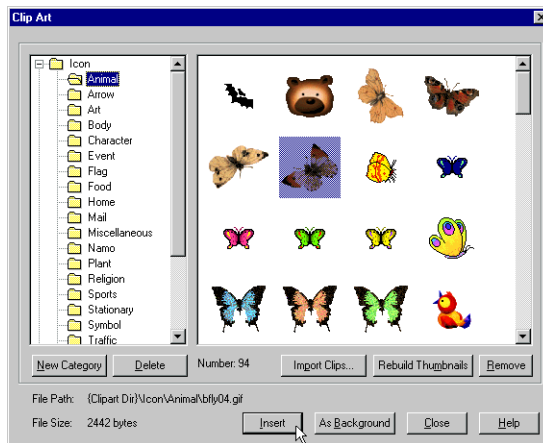 Clip Art
Icon
Animal
Arrow
Art
Body
Character
Event
Flag
Food
Home
Mail
Miscellaneous
Namo
Plant
Religion
Sports
Stationary
Symbol
Traffic
New Category
Delete
Number: 94
Import Clips...
Rebuild Thumbnails
Remove
File Path: {Clipart Dir}\Icon\Animal\bfly04.gif
File Size: 2442 bytes
Insert
As Background
Close
Help